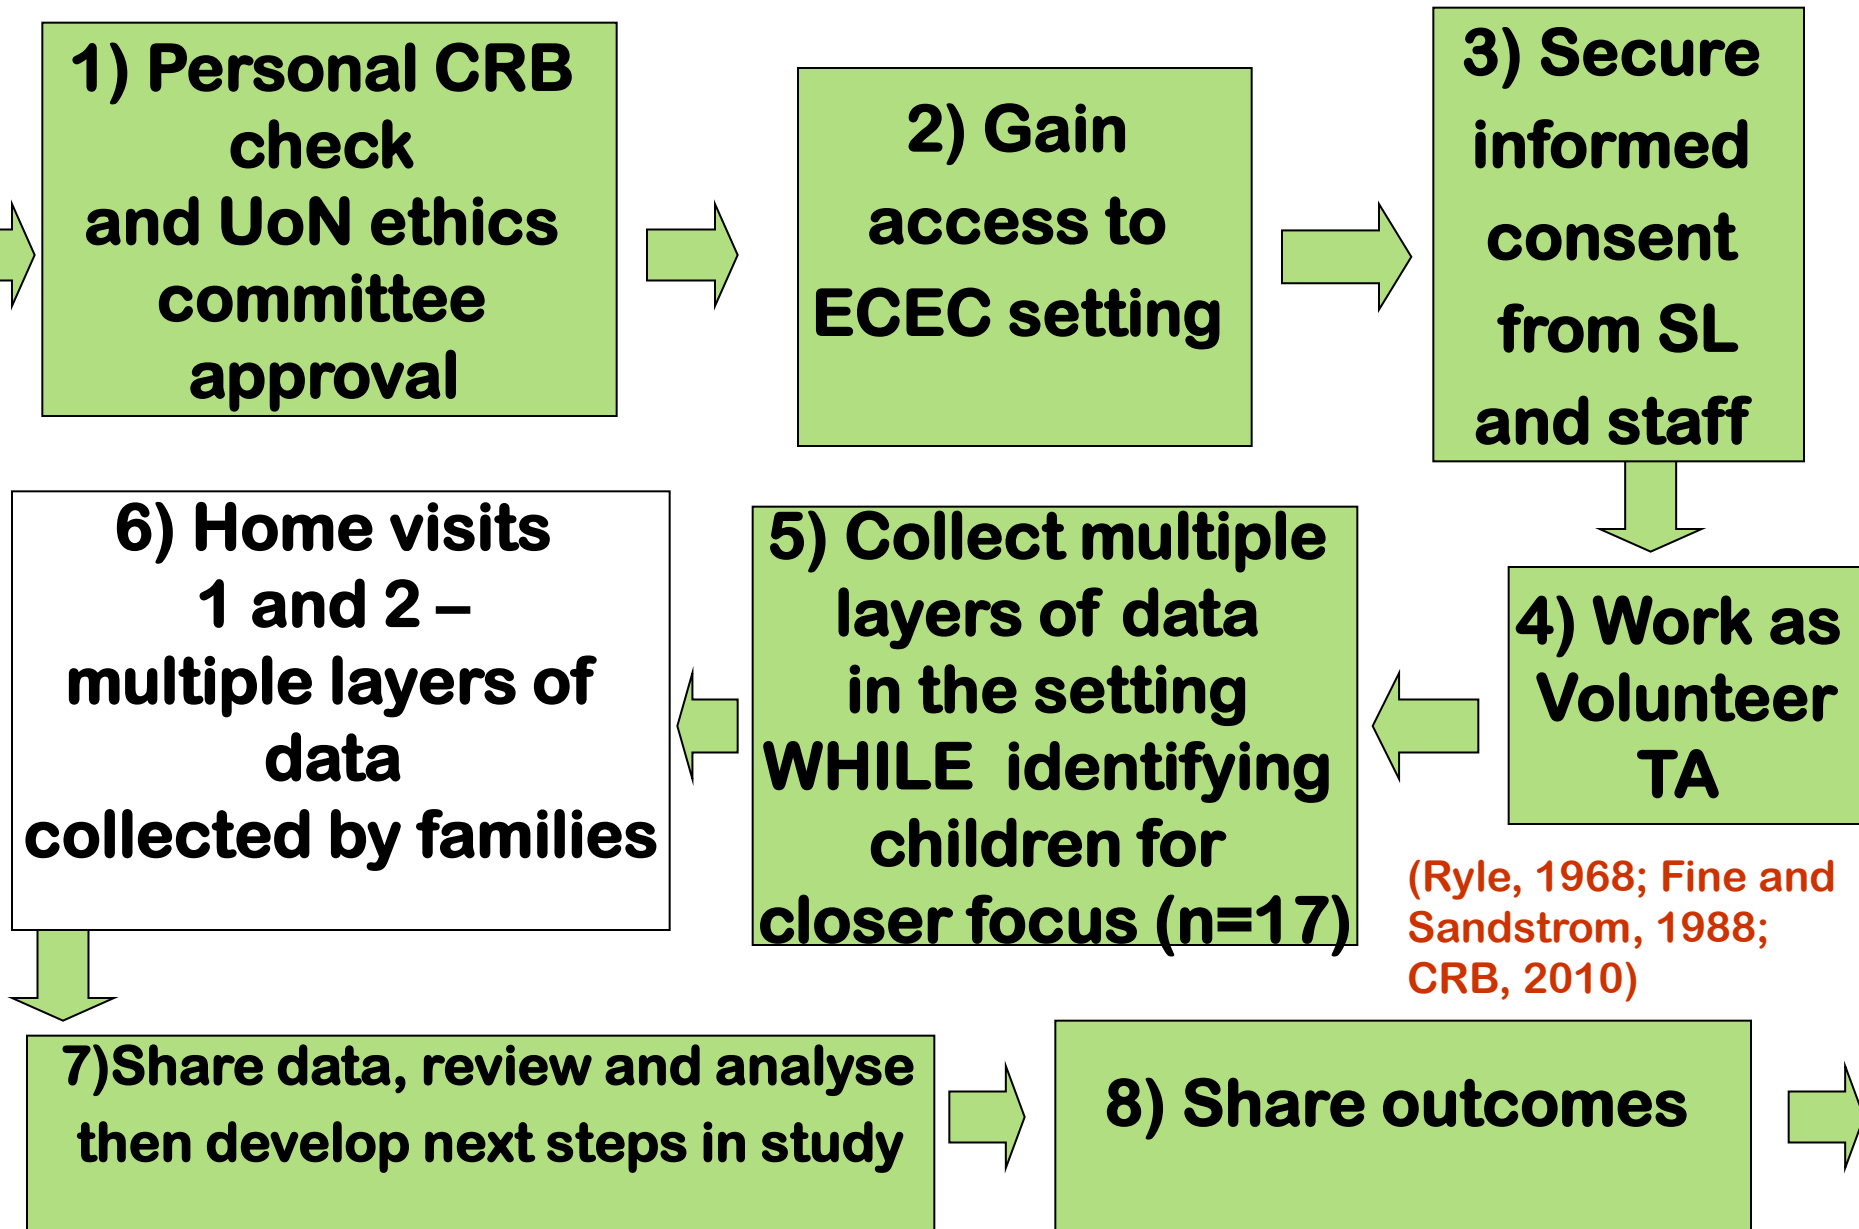 1) Personal CRB
check
and UoN ethics
committee
approval
2) Gain
access to
ECEC setting
3) Secure
informed
consent
from SL
and staff
4) Work as
Volunteer
TA
(Ryle, 1968; Fine and
Sandstrom, 1988;
CRB, 2010)
5) Collect multiple
layers of data
in the setting
WHILE identifying
children for
closer focus (n=17)
6) Home visits
1 and 2 –
multiple layers of
data
collected by families
7)Share data, review and analyse
then develop next steps in study
8) Share outcomes